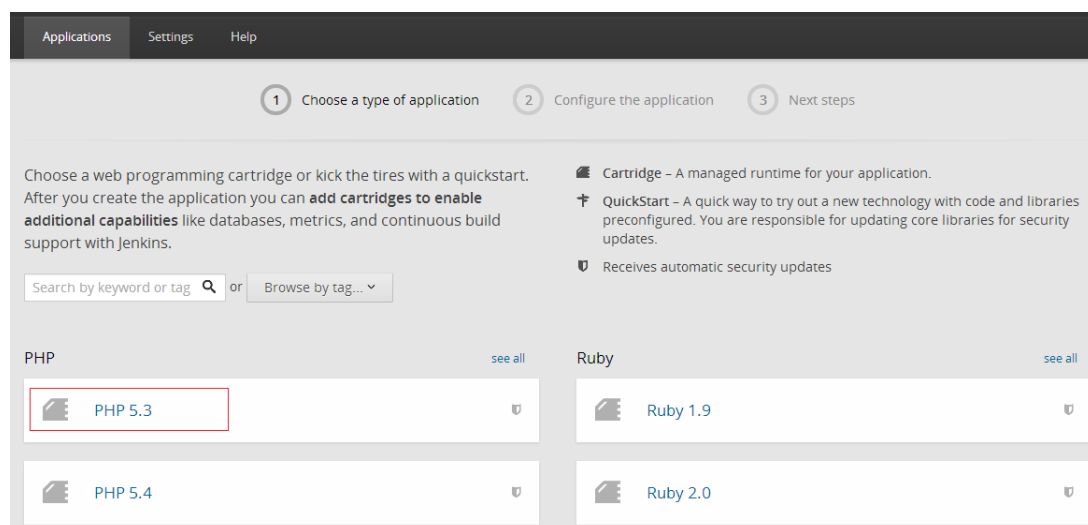 Applications Settings Help
1 Choose a type of application 2 Configure the application 3 Next steps
Choose a web programming cartridge or kick the tires with a quickstart.
After you create the application you can add cartridges to enable
additional capabilities like databases, metrics, and continuous build
support with Jenkins.
Search by keyword or tag or Browse by tag...
Cartridge – A managed runtime for your application.
QuickStart – A quick way to try out a new technology with code and libraries
preconfigured. You are responsible for updating core libraries for security
updates.
Receives automatic security updates
PHP see all
PHP 5.3
PHP 5.4
Ruby see all
Ruby 1.9
Ruby 2.0